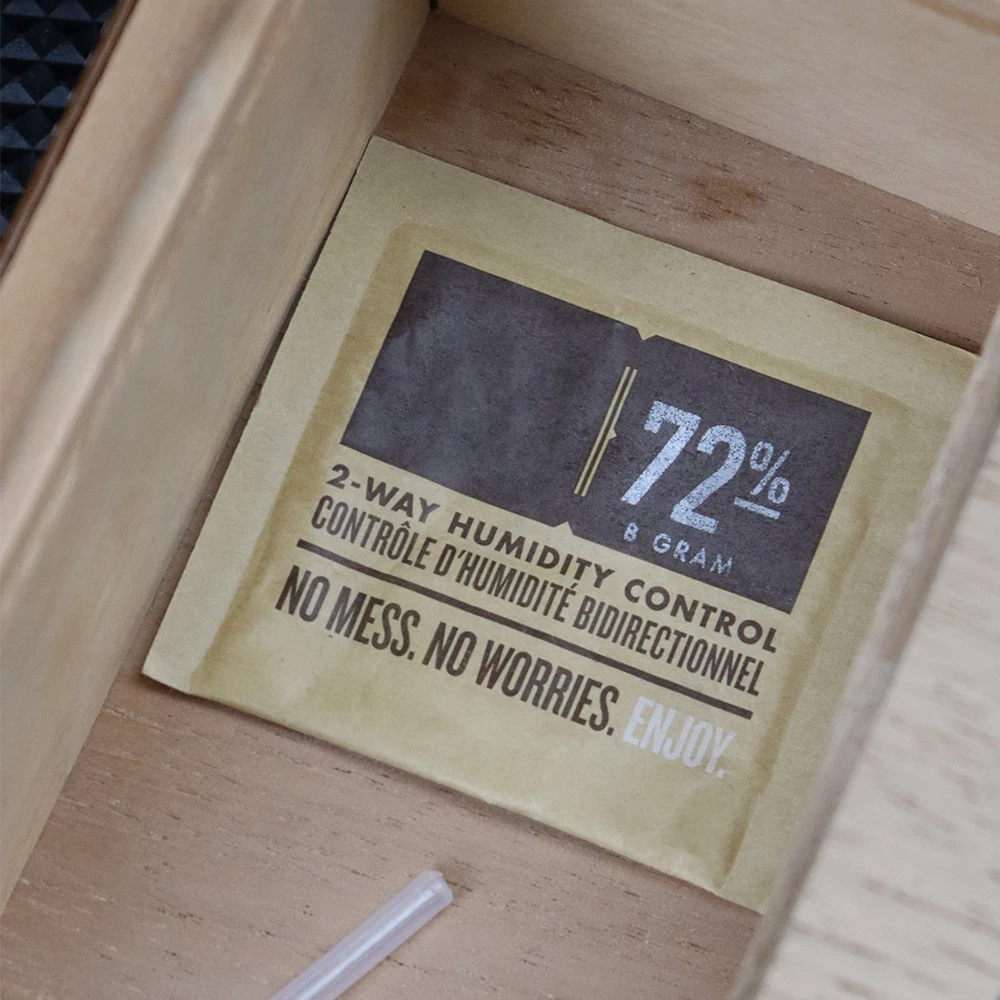 72%
8 GRAM
2-WAY HUMIDITY CONTROL
CONTRÔLE D'HUMIDITÉ BIDIRECTIONNEL
NO MESS. NO WORRIES. ENJOY.